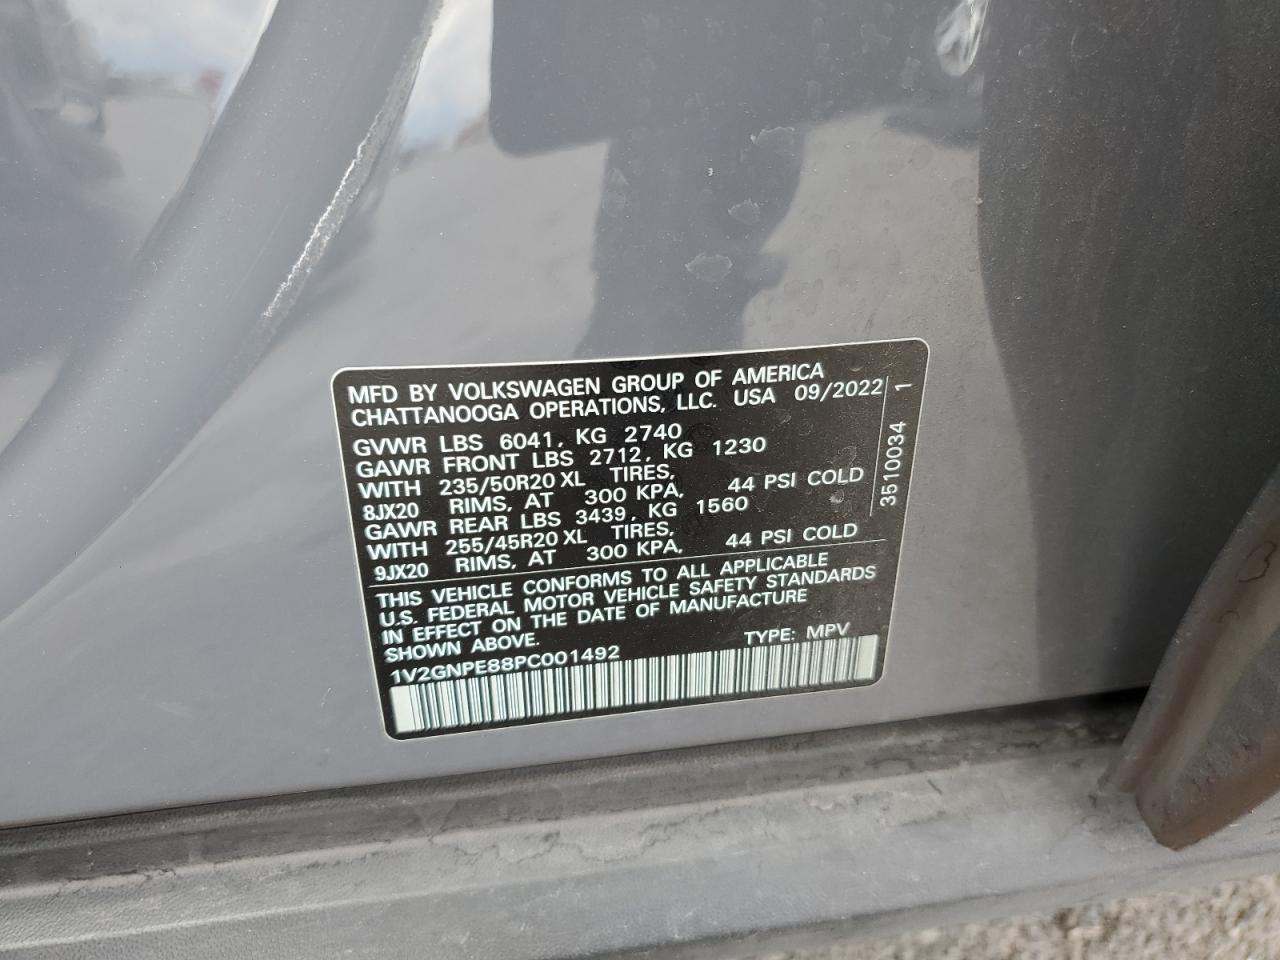 MFD BY VOLKSWAGEN GROUP OF AMERICA
CHATTANOOGA OPERATIONS, LLC. USA 09/2022
GVWR LBS 6041, KG 2740
GAWR FRONT LBS 2712, KG 1230
WITH 235/50R20 XL TIRES,
8JX20 RIMS, AT 300 KPA, 44 PSI COLD
GAWR REAR LBS 3439, KG 1560
WITH 255/45R20 XL TIRES,
9JX20 RIMS, AT 300 KPA, 44 PSI COLD
3510034 1
THIS VEHICLE CONFORMS TO ALL APPLICABLE
U.S. FEDERAL MOTOR VEHICLE SAFETY STANDARDS
IN EFFECT ON THE DATE OF MANUFACTURE
SHOWN ABOVE. TYPE: MPV
1V2GNPE88PC001492